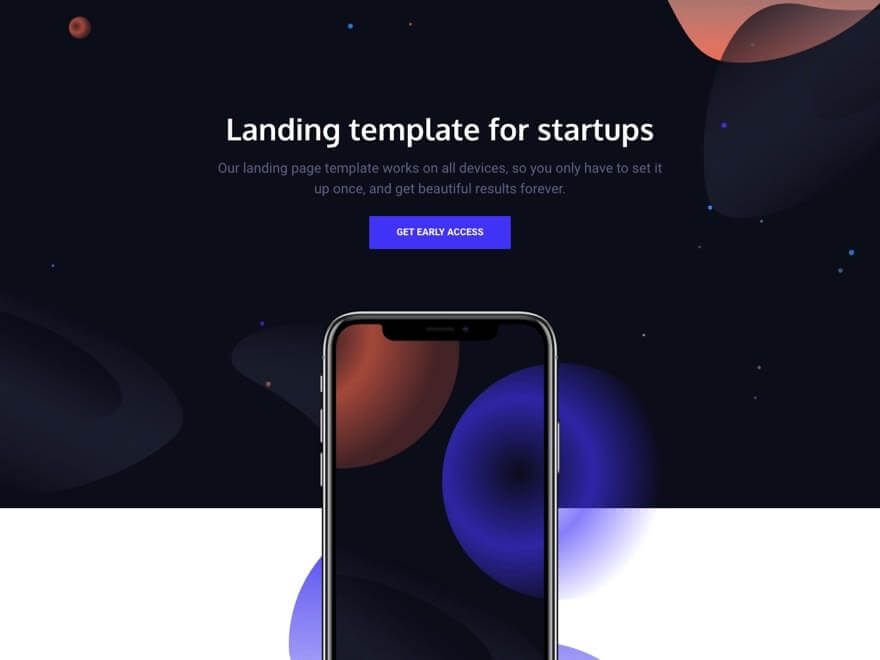 Landing template for startups
Our landing page template works on all devices, so you only have to set it
up once, and get beautiful results forever.
GET EARLY ACCESS